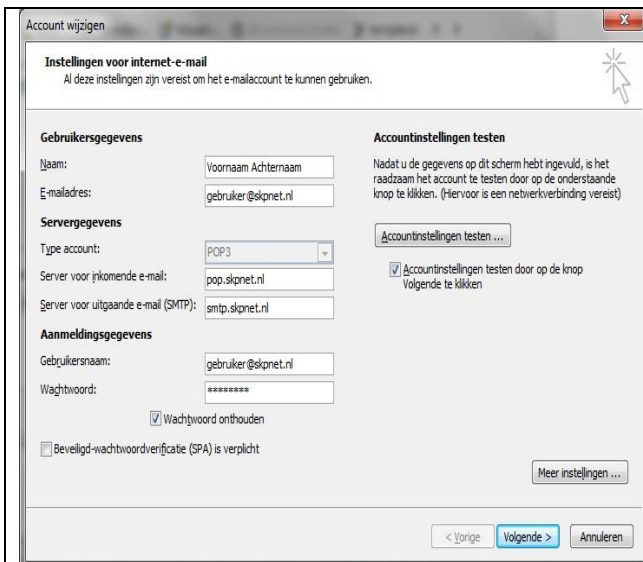 Account wijzigen
Instellingen voor internet-e-mail
Al deze instellingen zijn vereist om het e-mailaccount te kunnen gebruiken.
Gebruikersgegevens
Naam: Voornaam Achternaam
E-mailadres: gebruiker@skpnet.nl
Servergegevens
Type account: POP3
Server voor inkomende e-mail: pop.skpnet.nl
Server voor uitgaande e-mail (SMTP): smtp.skpnet.nl
Aanmeldingsgegevens
Gebruikersnaam: gebruiker@skpnet.nl
Wachtwoord: ********
Wachtwoord onthouden
Beveiligd-wachtwoordverificatie (SPA) is verplicht
Accountinstellingen testen
Nadat u de gegevens op dit scherm hebt ingevuld, is het
raadzaam het account te testen door op de onderstaande
knop te klikken. (Hiervoor is een netwerkverbinding vereist)
Accountinstellingen testen ...
Accountinstellingen testen door op de knop
Volgende te klikken
Meer instellingen ...
< Vorige
Volgende >
Annuleren